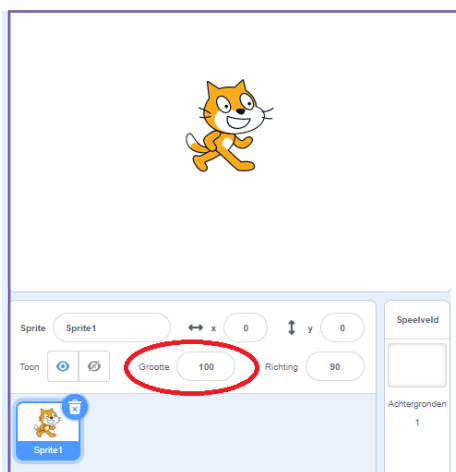 Sprite Sprite1 x 0 y 0
Toon Grootte 100 Richting 90
Sprite1
Speelveld
Achtergronden
1